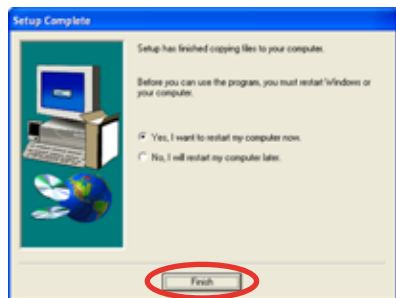 Setup Complete
Setup has finished copying files to your computer.
Before you can use the program, you must restart Windows or
your computer.
Yes, I want to restart my computer now.
No, I will restart my computer later.
Finish